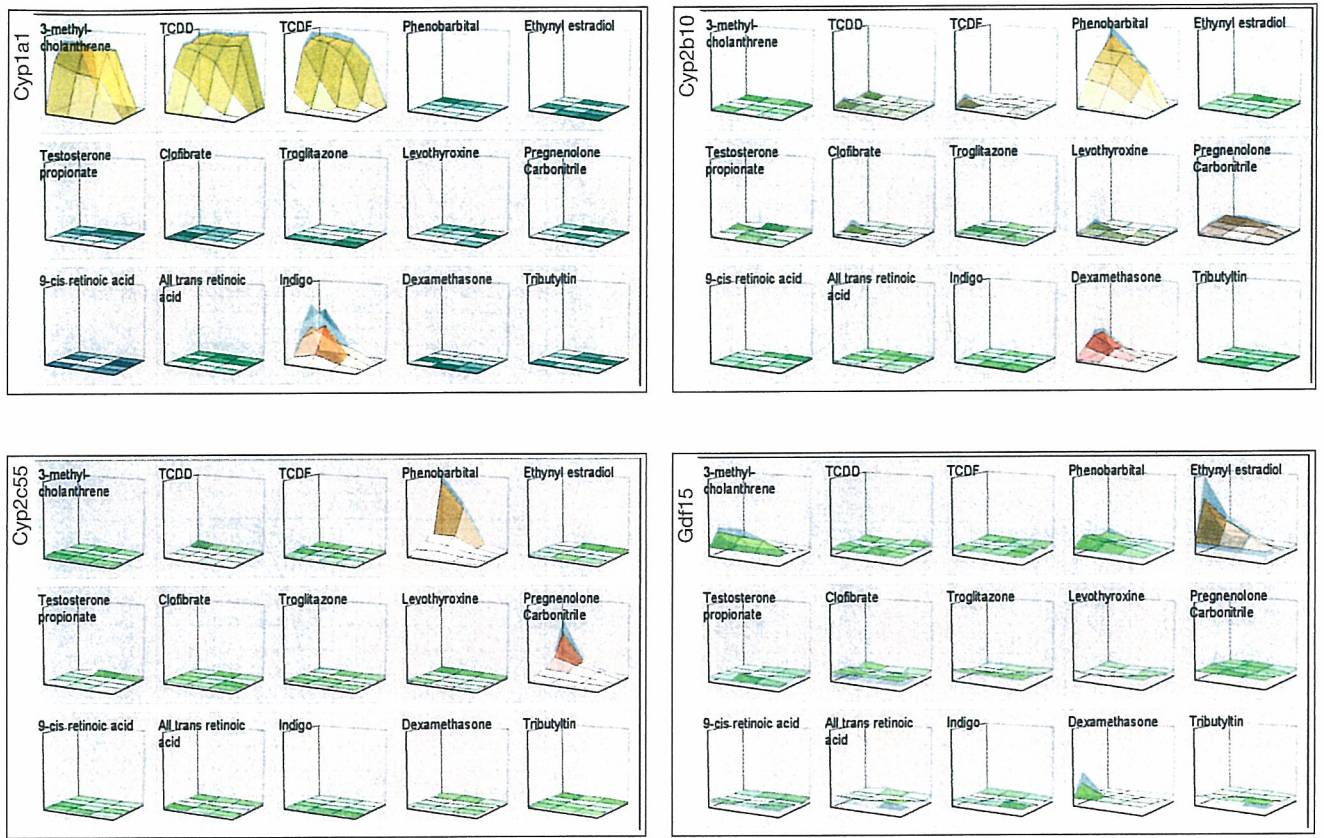 Cyp1a1
3-methyl-
cholanthrene
TCDD
TCDF
Phenobarbital
Ethynyl estradiol
Testosterone
propionate
Clofibrate
Troglitazone
Levothyroxine
Pregnenolone
Carbonitrile
9-cis retinoic acid
All trans retinoic
acid
Indigo
Dexamethasone
Tributyltin
Cyp2b10
3-methyl-
cholanthrene
TCDD
TCDF
Phenobarbital
Ethynyl estradiol
Testosterone
propionate
Clofibrate
Troglitazone
Levothyroxine
Pregnenolone
Carbonitrile
9-cis retinoic acid
All trans retinoic
acid
Indigo
Dexamethasone
Tributyltin
Cyp2c55
3-methyl-
cholanthrene
TCDD
TCDF
Phenobarbital
Ethynyl estradiol
Testosterone
propionate
Clofibrate
Troglitazone
Levothyroxine
Pregnenolone
Carbonitrile
9-cis retinoic acid
All trans retinoic
acid
Indigo
Dexamethasone
Tributyltin
Gdf15
3-methyl-
cholanthrene
TCDD
TCDF
Phenobarbital
Ethynyl estradiol
Testosterone
propionate
Clofibrate
Troglitazone
Levothyroxine
Pregnenolone
Carbonitrile
9-cis retinoic acid
All trans retinoic
acid
Indigo
Dexamethasone
Tributyltin